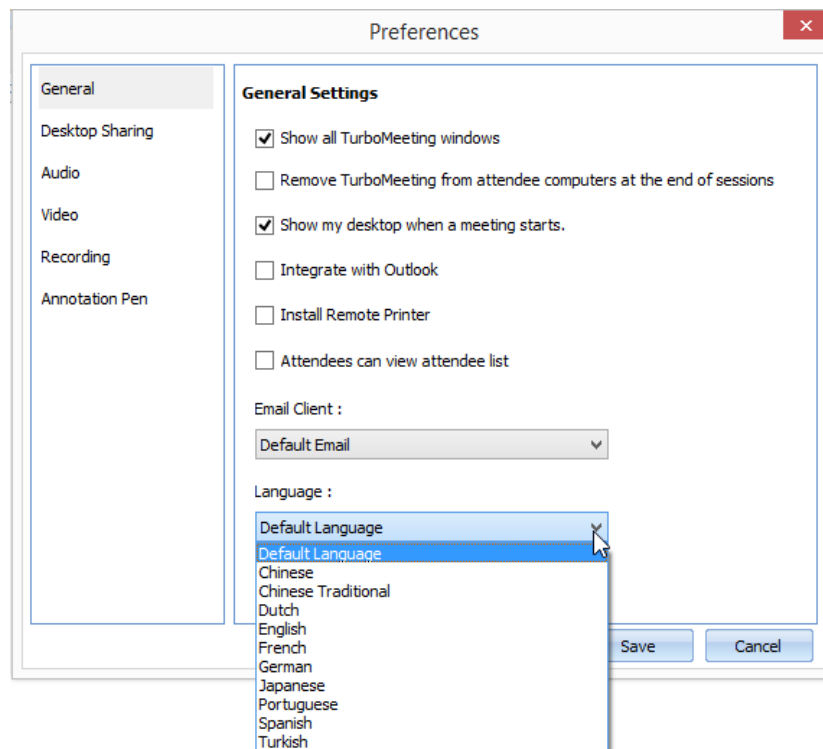 Preferences
General
Desktop Sharing
Audio
Video
Recording
Annotation Pen
General Settings
Show all TurboMeeting windows
Remove TurboMeeting from attendee computers at the end of sessions
Show my desktop when a meeting starts.
Integrate with Outlook
Install Remote Printer
Attendees can view attendee list
Email Client :
Default Email
Language :
Default Language
Default Language
Chinese
Chinese Traditional
Dutch
English
French
German
Japanese
Portuguese
Spanish
Turkish
Save
Cancel